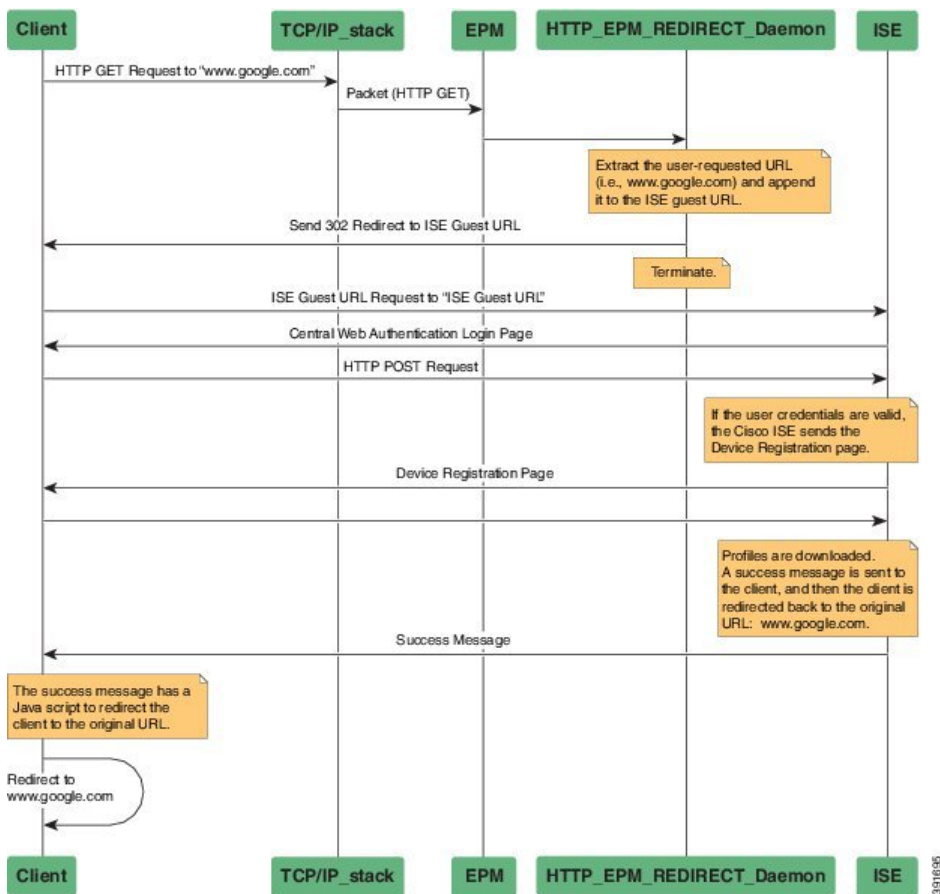 Client TCP/IP_stack EPM HTTP_EPM_REDIRECT_Daemon ISE
HTTP GET Request to "www.google.com"
Packet (HTTP GET)
Extract the user-requested URL
(i.e., www.google.com) and append
it to the ISE guest URL.
Send 302 Redirect to ISE Guest URL
Terminate.
ISE Guest URL Request to "ISE Guest URL"
Central Web Authentication Login Page
HTTP POST Request
If the user credentials are valid,
the Cisco ISE sends the
Device Registration page.
Device Registration Page
Profiles are downloaded.
A success message is sent to
the client, and then the client is
redirected back to the original
URL: www.google.com.
Success Message
The success message has a
Java script to redirect the
client to the original URL.
Redirect to
www.google.com
Client TCP/IP_stack EPM HTTP_EPM_REDIRECT_Daemon ISE
391695